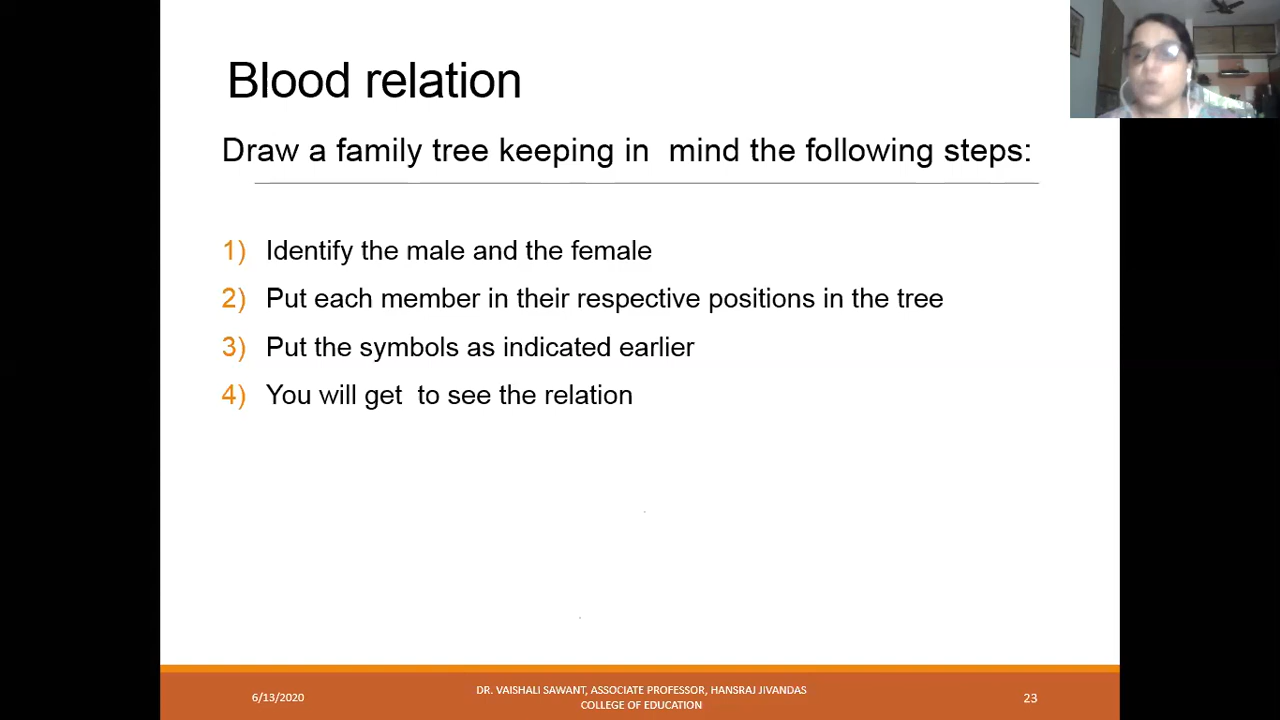 Blood relation
Draw a family tree keeping in mind the following steps:
1) Identify the male and the female
2) Put each member in their respective positions in the tree
3) Put the symbols as indicated earlier
4) You will get to see the relation
6/13/2020
DR. VAISHALI SAWANT, ASSOCIATE PROFESSOR, HANSRAJ JIVANDAS
COLLEGE OF EDUCATION
23